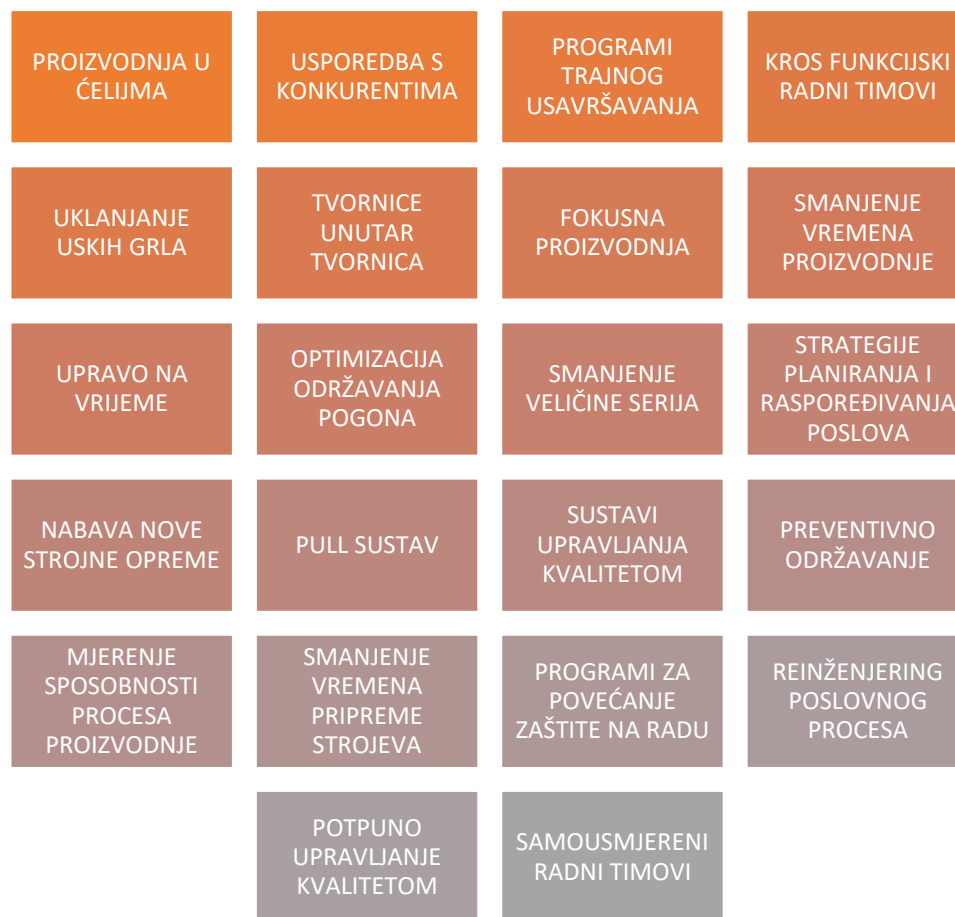 PROIZVODNJA U
ĆELIJMA
USPOREDBA S
KONKURENTIMA
PROGRAMI
TRAJNOG
USAVRŠAVANJA
KROS FUNKCIJSKI
RADNI TIMOVI
UKLANJANJE
USKIH GRLA
TVORNICE
UNUTAR
TVORNICA
FOKUSNA
PROIZVODNJA
SMANJENJE
VREMENA
PROIZVODNJE
UPRAVO NA
VRIJEME
OPTIMIZACIJA
ODRŽAVANJA
POGONA
SMANJENJE
VELIČINE SERIJA
STRATEGIJE
PLANIRANJA I
RASPOREĐIVANJA
POSLOVA
NABAVA NOVE
STROJNE OPREME
PULL SUSTAV
SUSTAVI
UPRAVLJANJA
KVALITETOM
PREVENTIVNO
ODRŽAVANJE
MJERENJE
SPOSOBNOSTI
PROCESA
PROIZVODNJE
SMANJENJE
VREMENA
PRIPREME
STROJEVA
PROGRAMI ZA
POVEĆANJE
ZAŠTITE NA RADU
REINŽENJERING
POSLOVNOG
PROCESA
POTPUNO
UPRAVLJANJE
KVALITETOM
SAMOUSMJERENI
RADNI TIMOVI